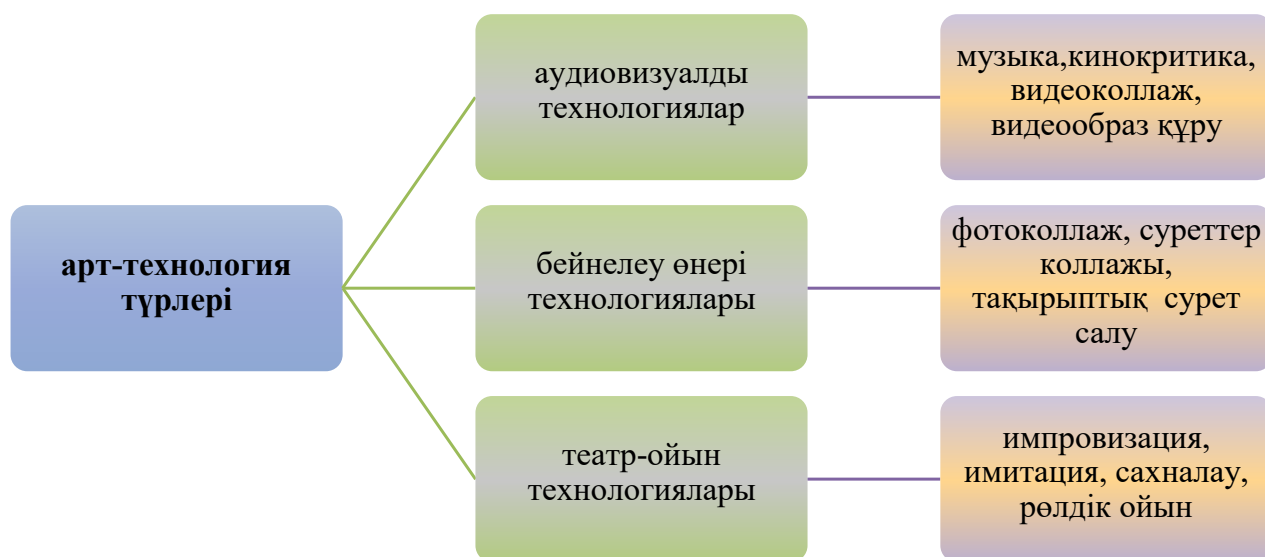 арт-технология
түрлері
аудиовизуалды
технологиялар
музыка,кинокритика,
видеоколлаж,
видеообраз құру
бейнелеу өнері
технологиялары
фотоколлаж, суреттер
коллажы,
тақырыптық  сурет
салу
театр-ойын
технологиялары
импровизация,
имитация, сахналау,
рөлдік ойын